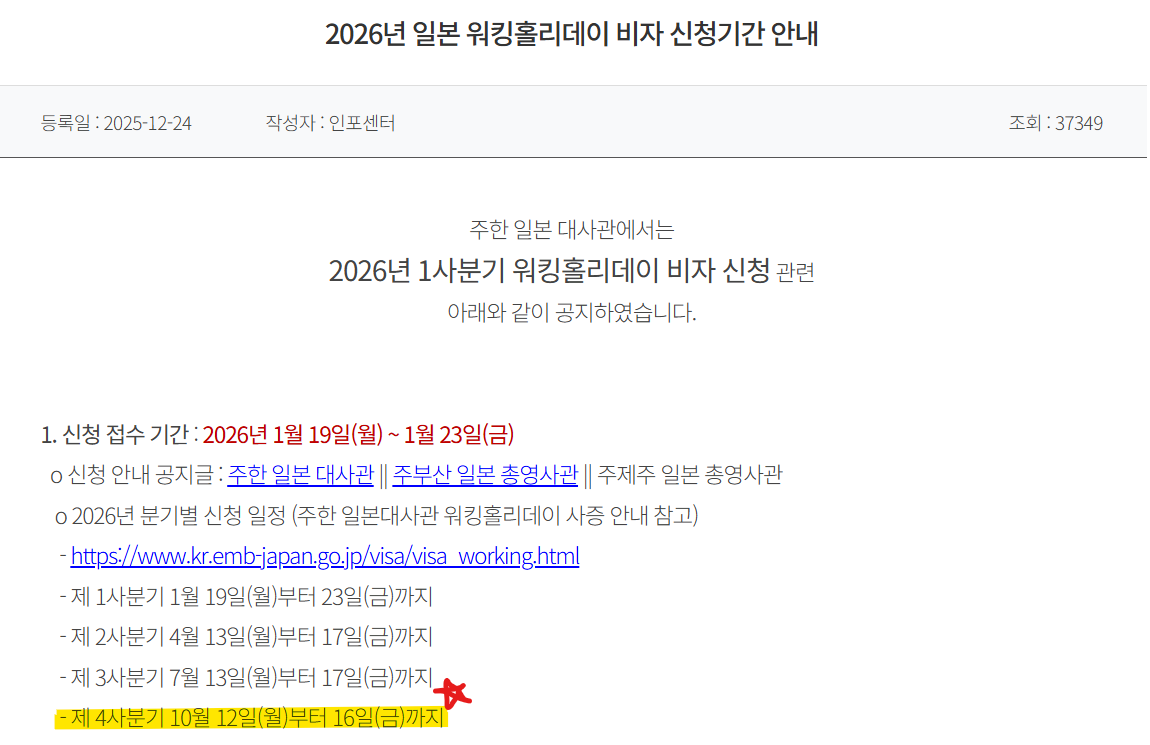 2026년 일본 워킹홀리데이 비자 신청기간 안내
등록일 : 2025-12-24 작성자 : 인포센터 조회 : 37349
주한 일본 대사관에서는
2026년 1사분기 워킹홀리데이 비자 신청 관련
아래와 같이 공지하였습니다.
1. 신청 접수 기간 : 2026년 1월 19일(월) ~ 1월 23일(금)
o 신청 안내 공지글 : 주한 일본 대사관 || 주부산 일본 총영사관 || 주제주 일본 총영사관
o 2026년 분기별 신청 일정 (주한 일본대사관 워킹홀리데이 사증 안내 참고)
- https://www.kr.emb-japan.go.jp/visa/visa_working.html
- 제 1사분기 1월 19일(월)부터 23일(금)까지
- 제 2사분기 4월 13일(월)부터 17일(금)까지
- 제 3사분기 7월 13일(월)부터 17일(금)까지
- 제 4사분기 10월 12일(월)부터 16일(금)까지